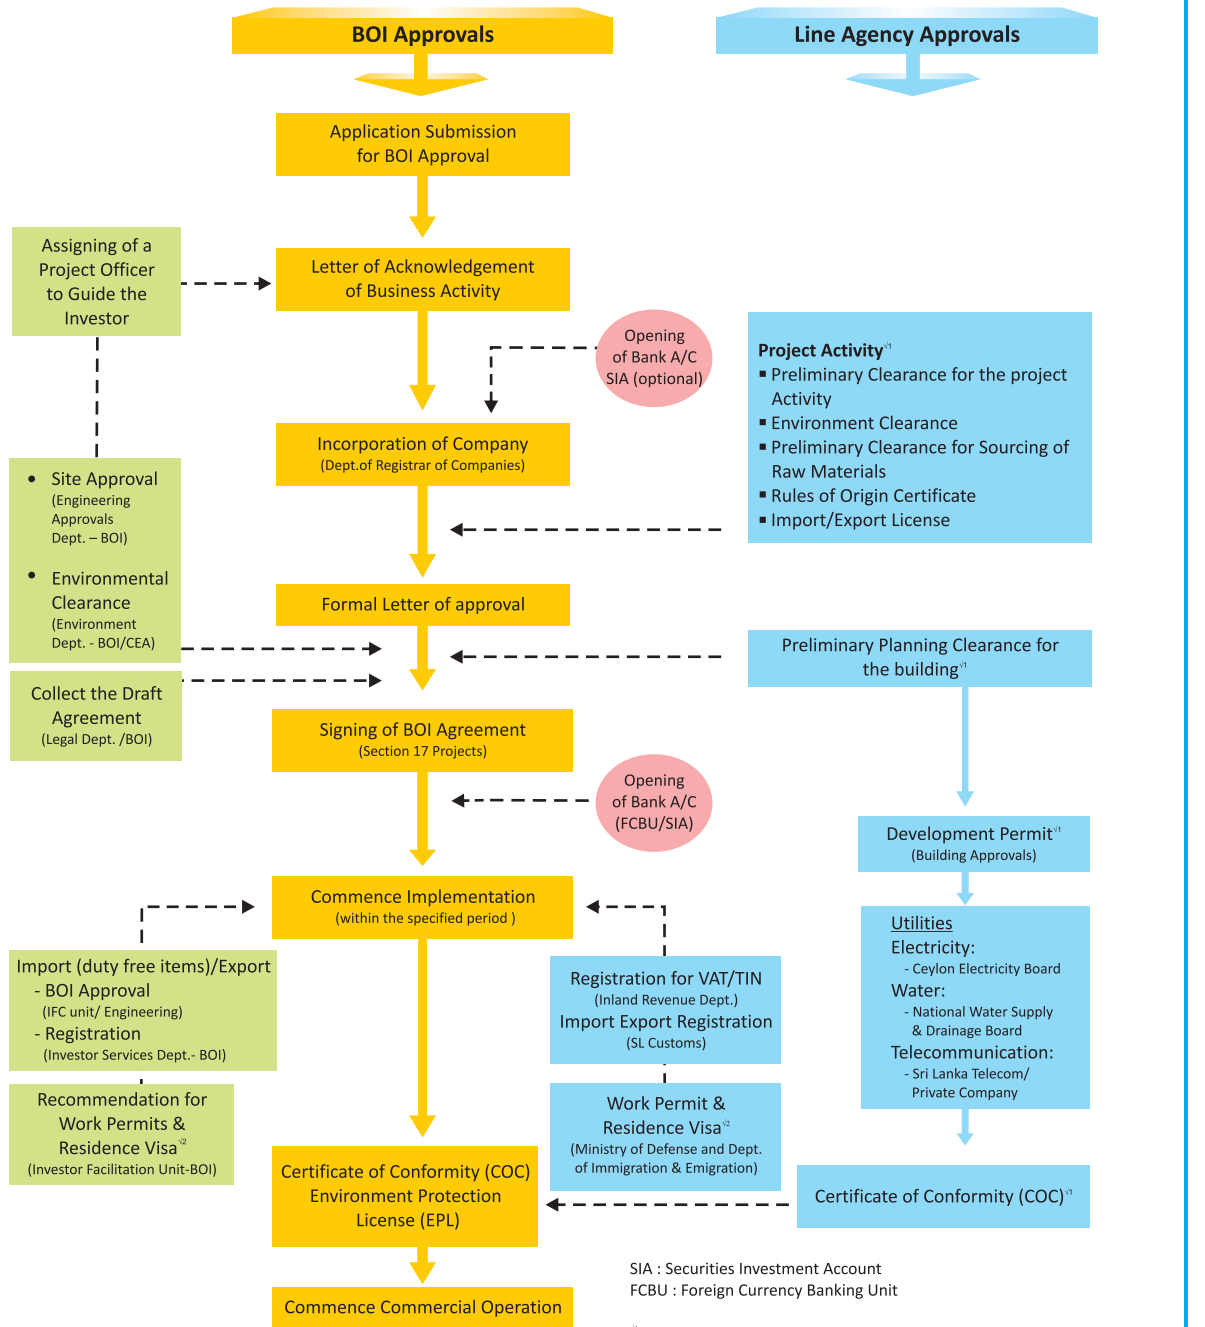 BOI Approvals
Line Agency Approvals
Application Submission
for BOI Approval
Assigning of a
Project Officer
to Guide the
Investor
Letter of Acknowledgement
of Business Activity
Opening
of Bank A/C
SIA (optional)
Project Activity√1
▪ Preliminary Clearance for the project
Activity
▪ Environment Clearance
▪ Preliminary Clearance for Sourcing of
Raw Materials
▪ Rules of Origin Certificate
▪ Import/Export License
Incorporation of Company
(Dept.of Registrar of Companies)
• Site Approval
(Engineering
Approvals
Dept. – BOI)
• Environmental
Clearance
(Environment
Dept. - BOI/CEA)
Formal Letter of approval
Preliminary Planning Clearance for
the building√1
Collect the Draft
Agreement
(Legal Dept. /BOI)
Signing of BOI Agreement
(Section 17 Projects)
Opening
of Bank A/C
(FCBU/SIA)
Development Permit√1
(Building Approvals)
Commence Implementation
(within the specified period )
Utilities
Electricity:
- Ceylon Electricity Board
Water:
- National Water Supply
& Drainage Board
Telecommunication:
- Sri Lanka Telecom/
Private Company
Import (duty free items)/Export
- BOI Approval
(IFC unit/ Engineering)
- Registration
(Investor Services Dept.- BOI)
Registration for VAT/TIN
(Inland Revenue Dept.)
Import Export Registration
(SL Customs)
Recommendation for
Work Permits &
Residence Visa√2
(Investor Facilitation Unit-BOI)
Work Permit &
Residence Visa√2
(Ministry of Defense and Dept.
of Immigration & Emigration)
Certificate of Conformity (COC)
Environment Protection
License (EPL)
Certificate of Conformity (COC)√1
SIA : Securities Investment Account
FCBU : Foreign Currency Banking Unit
Commence Commercial Operation